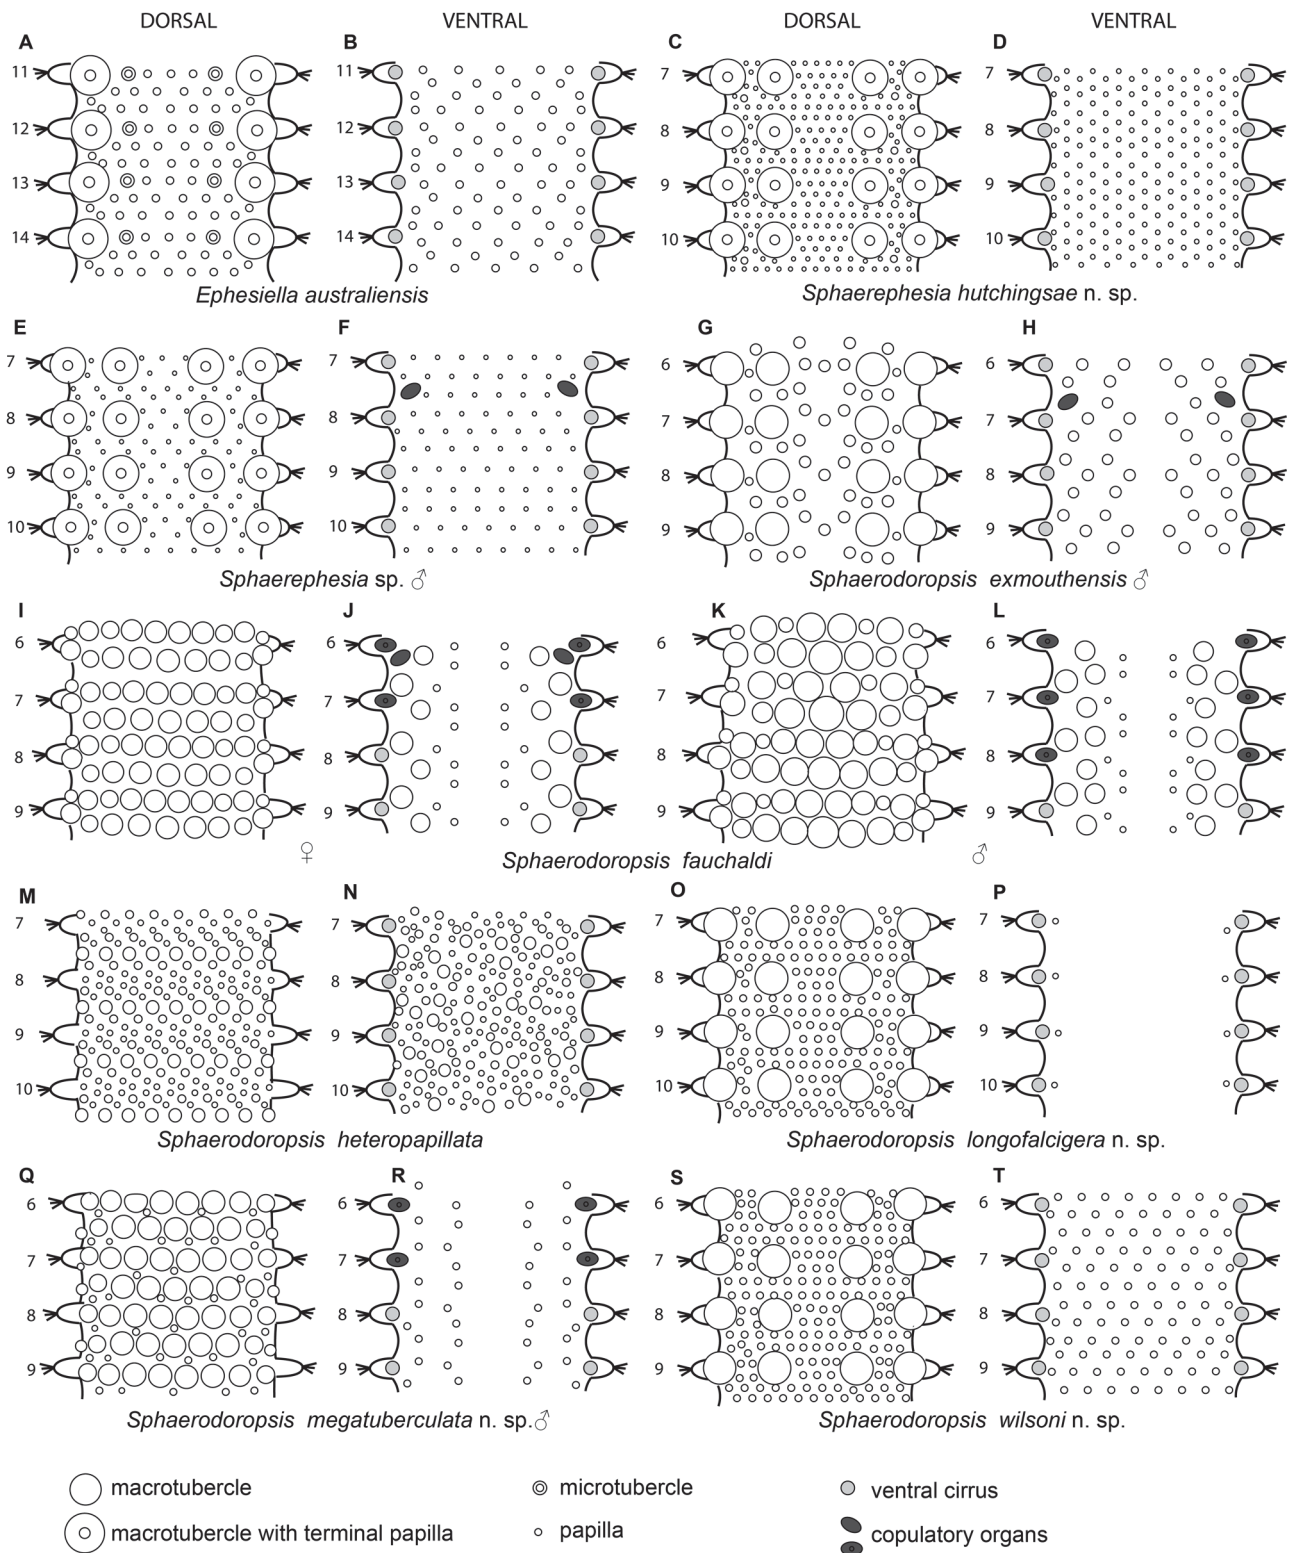 DORSAL VENTRAL DORSAL VENTRAL
A B C D
11 11 7 7
12 12 8 8
13 13 9 9
14 14 10 10
Ephesiella australiensis Sphaerephesia hutchingsae n. sp.
E F G H
7 7 6 6
8 8 7 7
9 9 8 8
10 10 9 9
Sphaerephesia sp. ♂ Sphaerodoropsis exmouthensis ♂
I J K L
6 6 6 6
7 7 7 7
8 8 8 8
9 9 9 9
♀ Sphaerodoropsis fauchaldi ♂
M N O P
7 7 7 7
8 8 8 8
9 9 9 9
10 10 10 10
Sphaerodoropsis heteropapillata Sphaerodoropsis longofalcigera n. sp.
Q R S T
6 6 6 6
7 7 7 7
8 8 8 8
9 9 9 9
Sphaerodoropsis megatuberculata n. sp.♂ Sphaerodoropsis wilsoni n. sp.
macrotubercle microtubercle ventral cirrus
macrotubercle with terminal papilla papilla copulatory organs